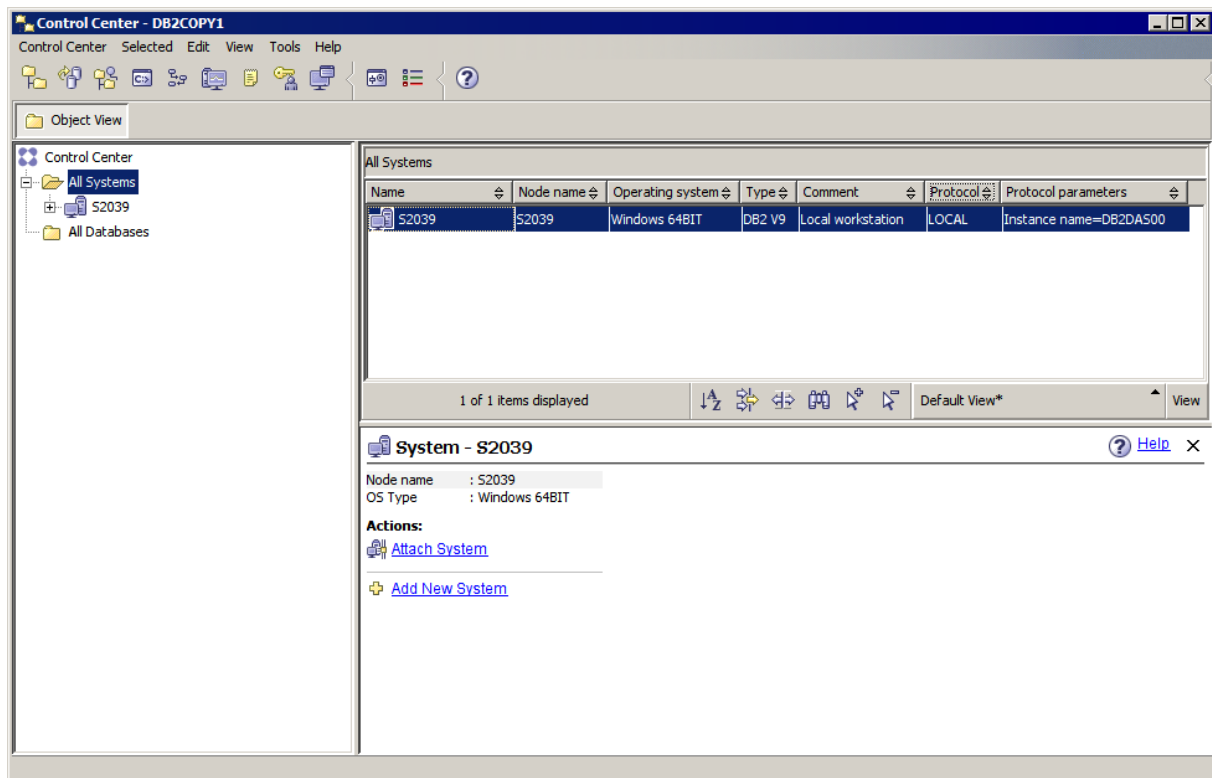 Control Center - DB2COPY1
Control Center Selected Edit View Tools Help
Object View
Control Center
All Systems
S2039
All Databases
All Systems
Name Node name Operating system Type Comment Protocol Protocol parameters
S2039 S2039 Windows 64BIT DB2 V9 Local workstation LOCAL Instance name=DB2DAS00
1 of 1 items displayed Default View* View
System - S2039 Help
Node name : S2039
OS Type : Windows 64BIT
Actions:
Attach System
Add New System